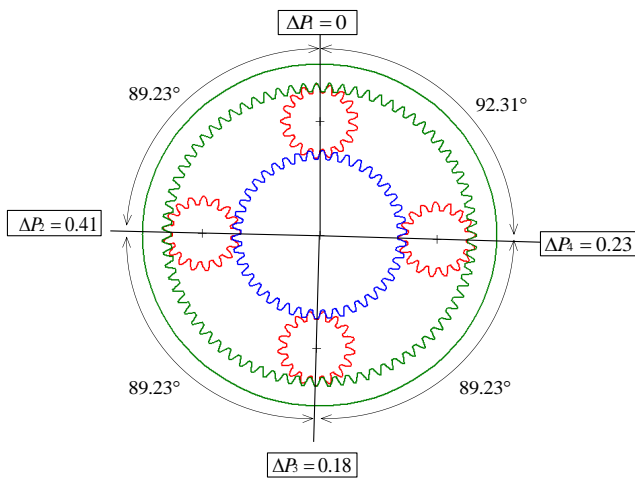 ΔP₁ = 0
89.23°
92.31°
ΔP₂ = 0.41
ΔP₄ = 0.23
89.23°
89.23°
ΔP₃ = 0.18